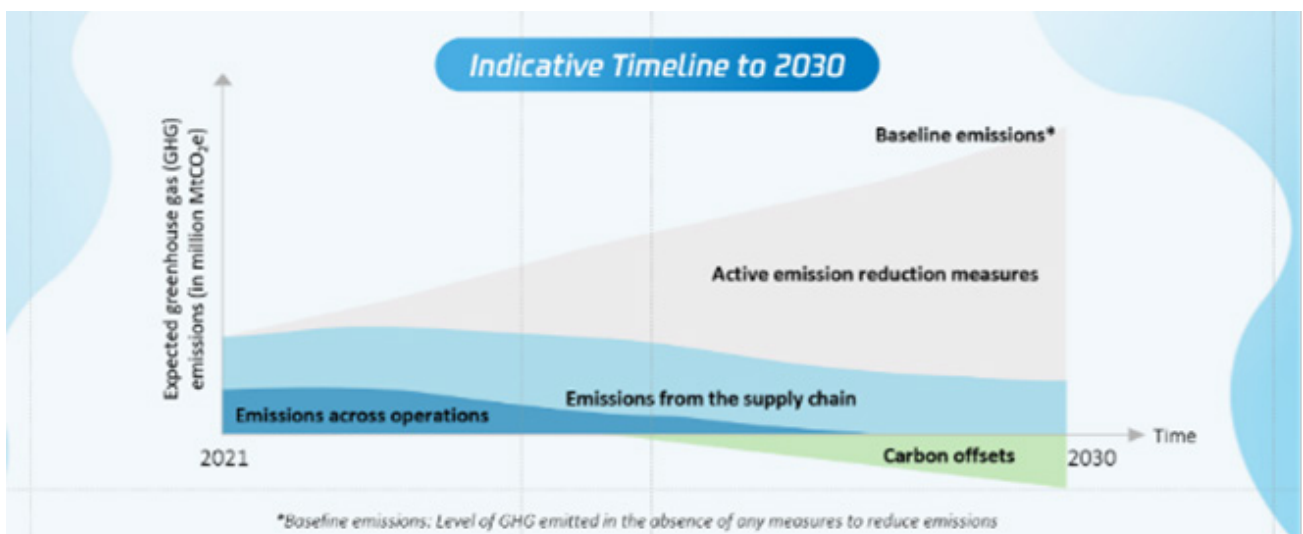 Indicative Timeline to 2030
Expected greenhouse gas (GHG)
emissions (in million MtCO₂e)
Baseline emissions*
Active emission reduction measures
Emissions from the supply chain
Emissions across operations
Carbon offsets
Time
2021
2030
*Baseline emissions: Level of GHG emitted in the absence of any measures to reduce emissions